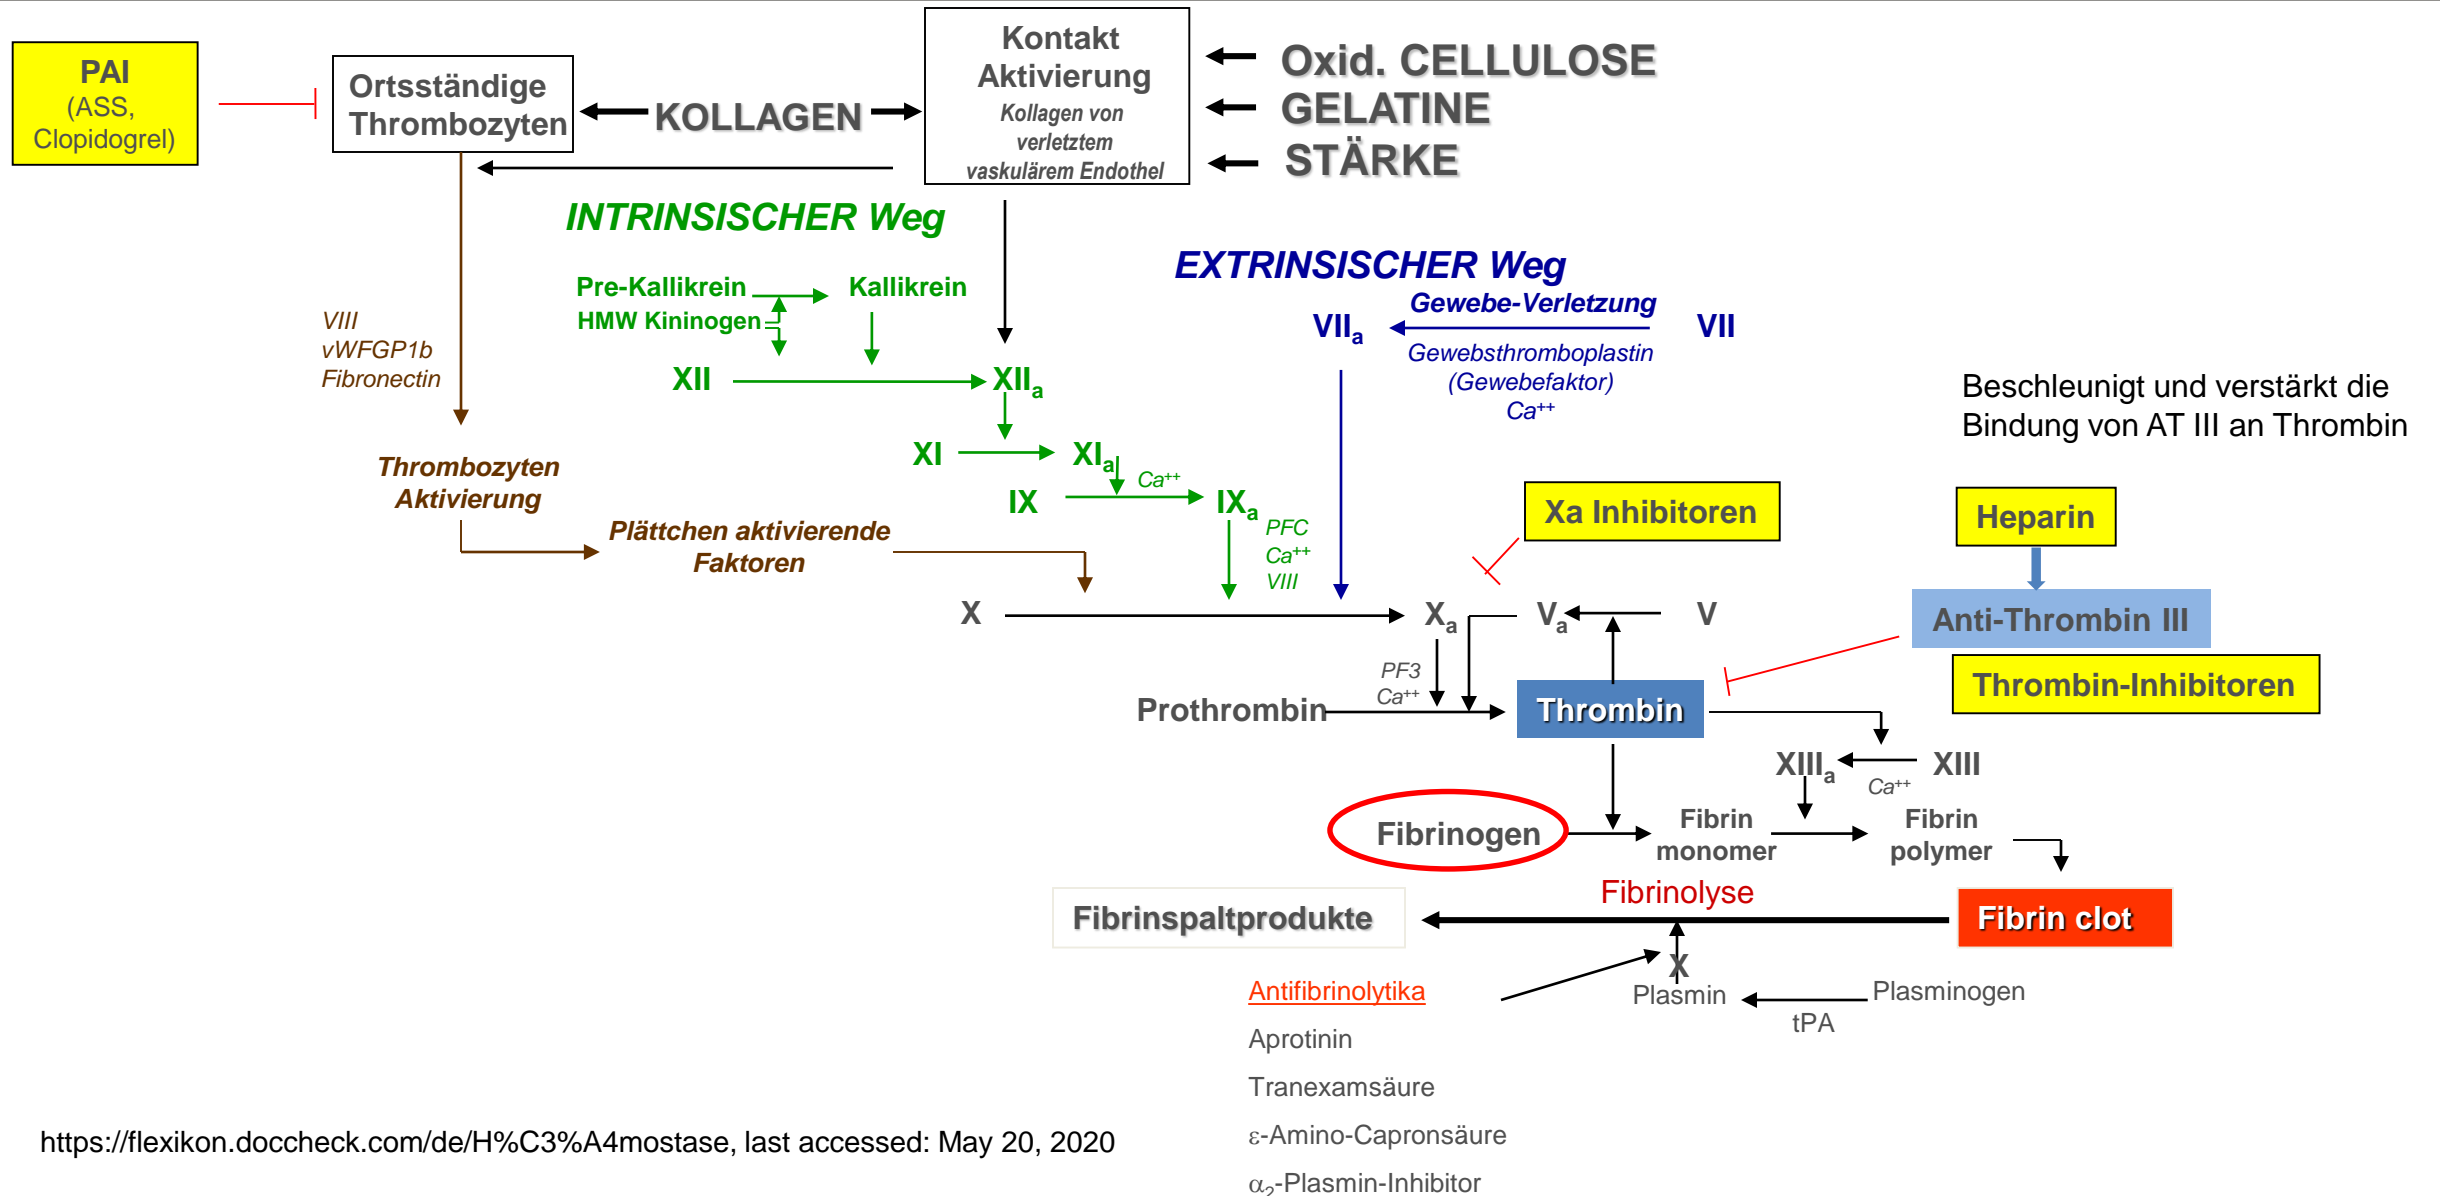 PAI
(ASS,
Clopidogrel)
Ortsständige
Thrombozyten
KOLLAGEN
Kontakt
Aktivierung
Kollagen von
verletztem
vaskulärem Endothel
Oxid. CELLULOSE
GELATINE
STÄRKE
INTRINSISCHER Weg
EXTRINSISCHER Weg
Pre-Kallikrein
Kallikrein
HMW Kininogen
XII
XIIa
XI
XIa
Ca++
IX
IXa
PFC
Ca++
VIII
VIIa
Gewebe-Verletzung
VII
Gewebsthromboplastin
(Gewebefaktor)
Ca++
VIII
vWFGP1b
Fibronectin
Thrombozyten
Aktivierung
Plättchen aktivierende
Faktoren
Beschleunigt und verstärkt die
Bindung von AT III an Thrombin
Xa Inhibitoren
Heparin
Anti-Thrombin III
Thrombin-Inhibitoren
X
Xa
Va
V
PF3
Ca++
Prothrombin
Thrombin
XIIIa
XIII
Ca++
Fibrinogen
Fibrin
monomer
Fibrin
polymer
Fibrinolyse
Fibrinspaltprodukte
Fibrin clot
X
Plasmin
Plasminogen
tPA
Antifibrinolytika
Aprotinin
Tranexamsäure
ε-Amino-Capronsäure
α2-Plasmin-Inhibitor
https://flexikon.doccheck.com/de/H%C3%A4mostase, last accessed: May 20, 2020